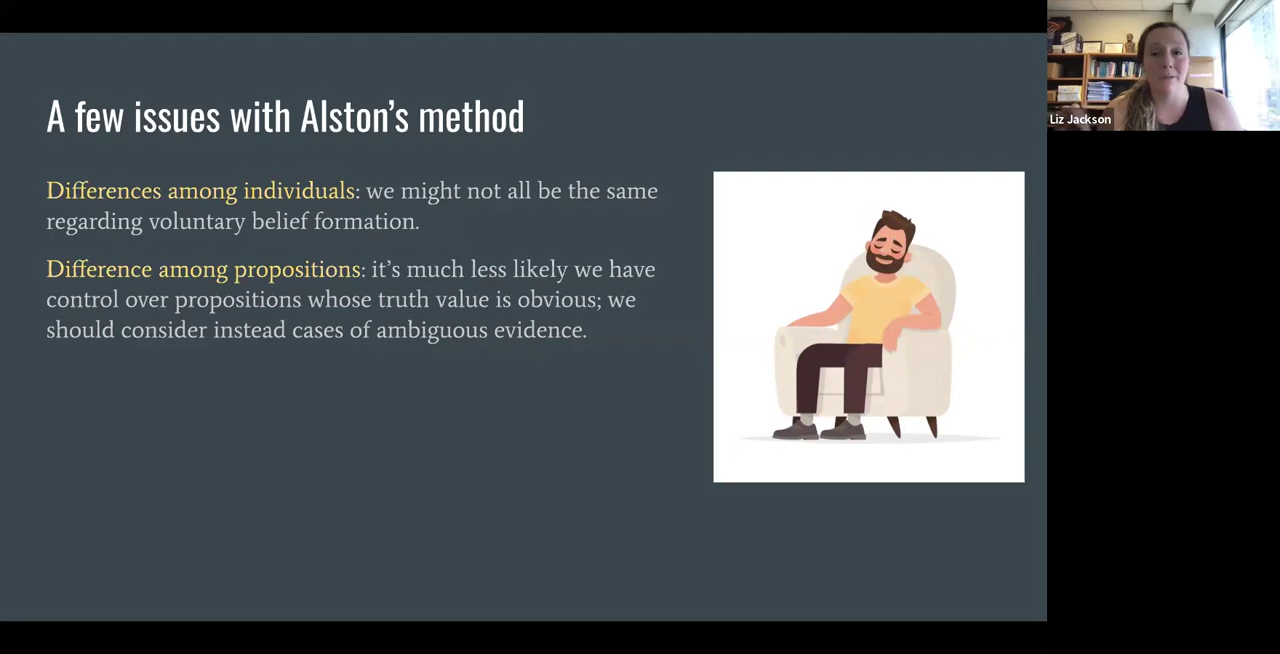 A few issues with Alston’s method
Differences among individuals: we might not all be the same
regarding voluntary belief formation.
Difference among propositions: it’s much less likely we have
control over propositions whose truth value is obvious; we
should consider instead cases of ambiguous evidence.
Liz Jackson